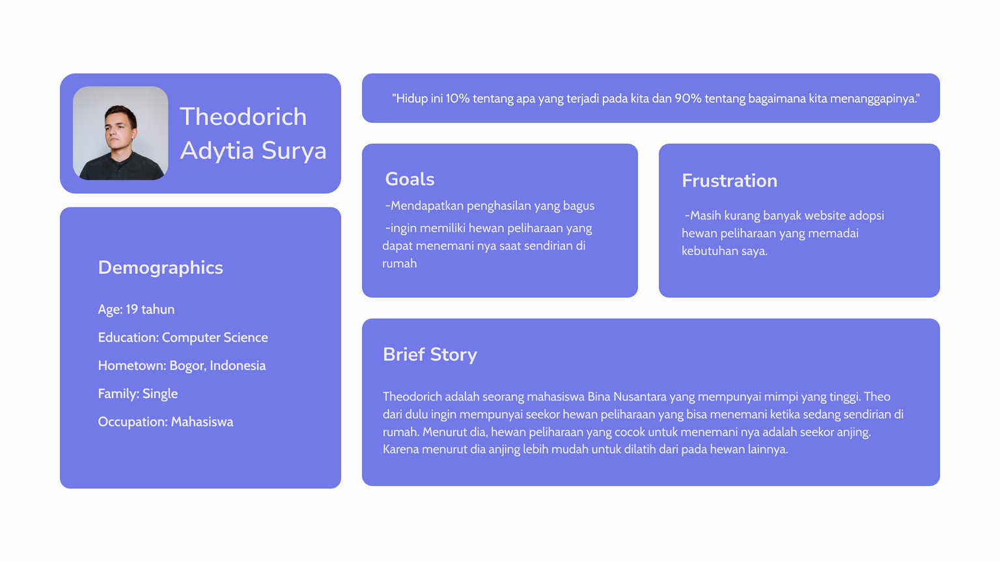 Theodorich
Adytia Surya
"Hidup ini 10% tentang apa yang terjadi pada kita dan 90% tentang bagaimana kita menanggapinya."
Demographics
Age: 19 tahun
Education: Computer Science
Hometown: Bogor, Indonesia
Family: Single
Occupation: Mahasiswa
Goals
-Mendapatkan penghasilan yang bagus
-ingin memiliki hewan peliharaan yang
dapat menemani nya saat sendirian di
rumah
Frustration
-Masih kurang banyak website adopsi
hewan peliharaan yang memadai
kebutuhan saya.
Brief Story
Theodorich adalah seorang mahasiswa Bina Nusantara yang mempunyai mimpi yang tinggi. Theo
dari dulu ingin mempunyai seekor hewan peliharaan yang bisa menemani ketika sedang sendirian di
rumah. Menurut dia, hewan peliharaan yang cocok untuk menemani nya adalah seekor anjing.
Karena menurut dia anjing lebih mudah untuk dilatih dari pada hewan lainnya.